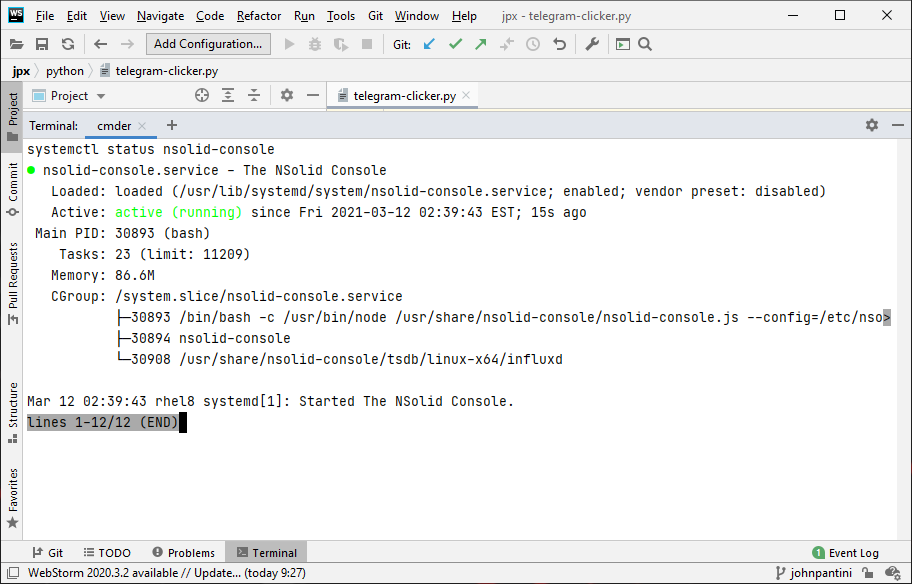 WS File Edit View Navigate Code Refactor Run Tools Git Window Help jpx - telegram-clicker.py
Add Configuration... Git:
jpx python telegram-clicker.py
Project telegram-clicker.py
Terminal: cmder
systemctl status nsolid-console
● nsolid-console.service - The NSolid Console
Loaded: loaded (/usr/lib/systemd/system/nsolid-console.service; enabled; vendor preset: disabled)
Active: active (running) since Fri 2021-03-12 02:39:43 EST; 15s ago
Main PID: 30893 (bash)
Tasks: 23 (limit: 11209)
Memory: 86.6M
CGroup: /system.slice/nsolid-console.service
├─30893 /bin/bash -c /usr/bin/node /usr/share/nsolid-console/nsolid-console.js --config=/etc/nso>
├─30894 nsolid-console
└─30908 /usr/share/nsolid-console/tsdb/linux-x64/influxd
Mar 12 02:39:43 rhel8 systemd[1]: Started The NSolid Console.
lines 1-12/12 (END)
Project
Commit
Pull Requests
Structure
Favorites
Git TODO Problems Terminal 1 Event Log
WebStorm 2020.3.2 available // Update... (today 9:27) johnpantini